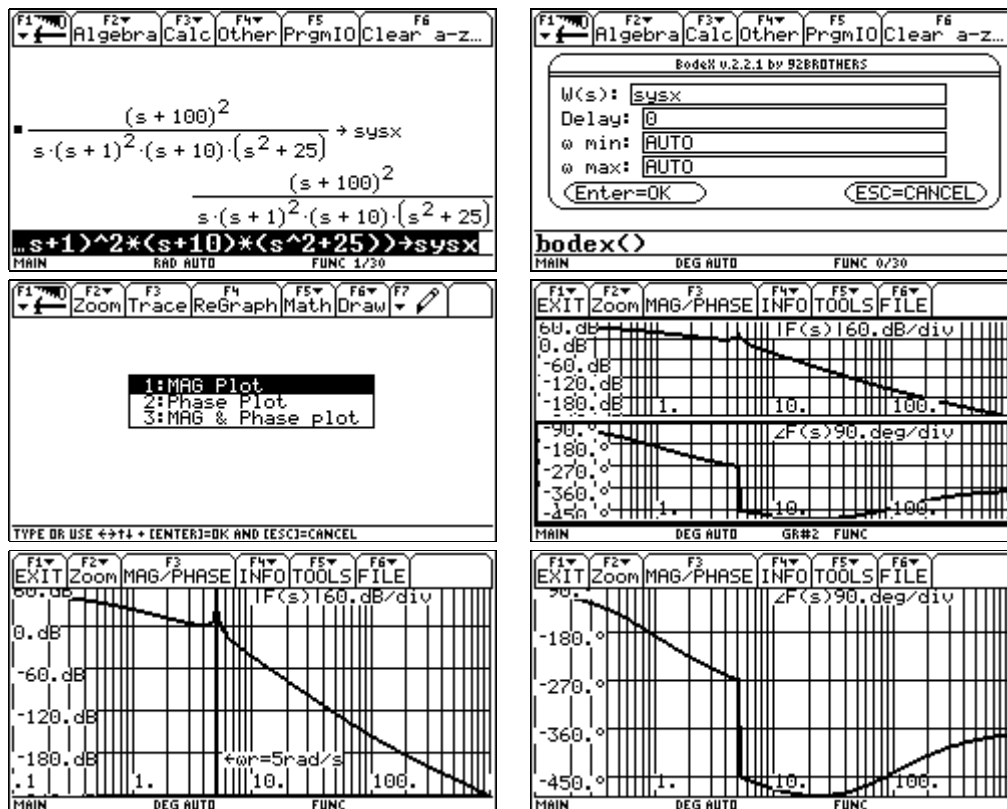 F1 F2 F3 F4 F5 F6
Algebra Calc Other PrgmIO Clear a-z…
(s + 100)²
s·(s + 1)²·(s + 10)·(s² + 25) → sysx
(s + 100)²
s·(s + 1)²·(s + 10)·(s² + 25)
…s+1)^2*(s+10)*(s^2+25))→sysx
MAIN RAD AUTO FUNC 1/30
F1 F2 F3 F4 F5 F6
Algebra Calc Other PrgmIO Clear a-z…
BodeX v.2.2.1 by 92BROTHERS
W(s): sysx
Delay: 0
ω min: AUTO
ω max: AUTO
Enter=OK ESC=CANCEL
bodex()
MAIN DEG AUTO FUNC 0/30
F1 F2 F3 F4 F5 F6 F7
Zoom Trace ReGraph Math Draw
1:MAG Plot
2:Phase Plot
3:MAG & Phase plot
TYPE OR USE ←→↑↓ + [ENTER]=OK AND [ESC]=CANCEL
F1 F2 F3 F4 F5 F6
EXIT Zoom MAG/PHASE INFO TOOLS FILE
60.dB |F(s)|60.dB/div
0.dB
-60.dB
-120.dB
-180.dB 1. 10. 100.
-90.° ∠F(s)90.deg/div
-180.°
-270.°
-360.°
-450.° 1. 10. 100.
MAIN DEG AUTO GR#2 FUNC
F1 F2 F3 F4 F5 F6
EXIT Zoom MAG/PHASE INFO TOOLS FILE
60.dB |F(s)|60.dB/div
0.dB
-60.dB
-120.dB
-180.dB ←ωr=5rad/s
.1 1. 10. 100.
MAIN DEG AUTO FUNC
F1 F2 F3 F4 F5 F6
EXIT Zoom MAG/PHASE INFO TOOLS FILE
90. ∠F(s)90.deg/div
-180.°
-270.°
-360.°
-450.° 1. 10. 100.
MAIN DEG AUTO FUNC